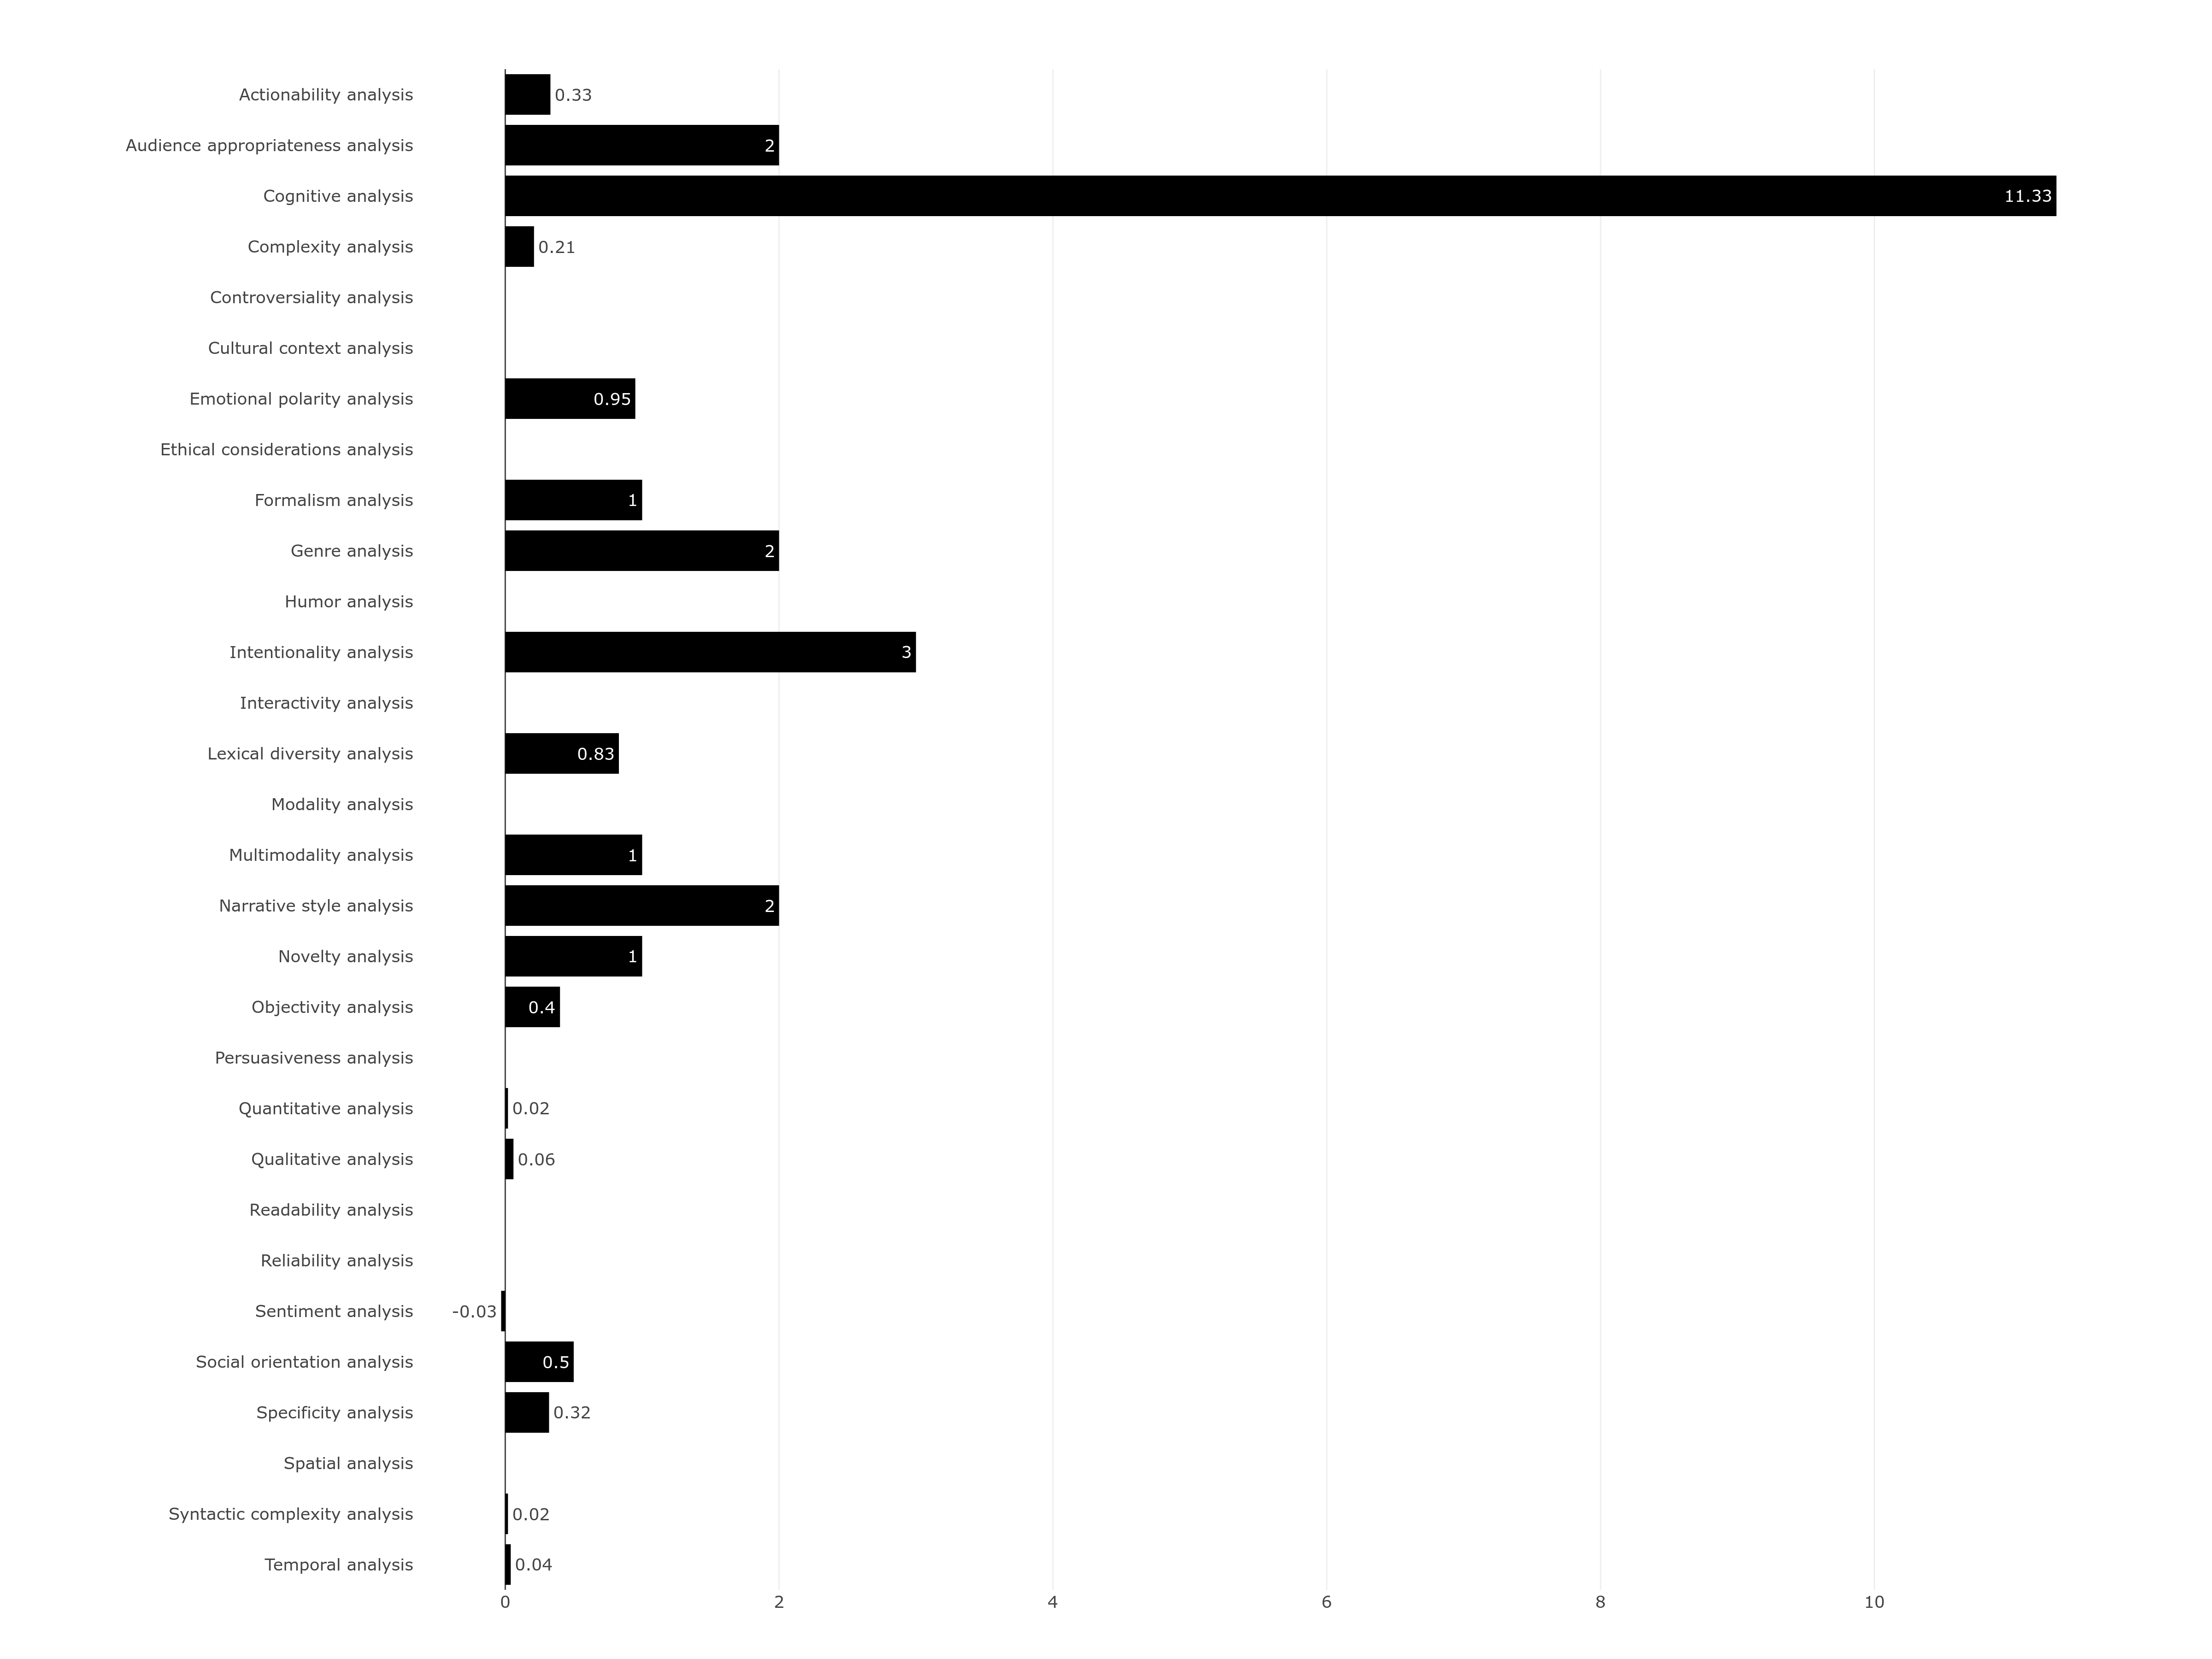 Actionability analysis 0.33
Audience appropriateness analysis 2
Cognitive analysis 11.33
Complexity analysis 0.21
Controversiality analysis
Cultural context analysis
Emotional polarity analysis 0.95
Ethical considerations analysis
Formalism analysis 1
Genre analysis 2
Humor analysis
Intentionality analysis 3
Interactivity analysis
Lexical diversity analysis 0.83
Modality analysis
Multimodality analysis 1
Narrative style analysis 2
Novelty analysis 1
Objectivity analysis 0.4
Persuasiveness analysis
Quantitative analysis 0.02
Qualitative analysis 0.06
Readability analysis
Reliability analysis
Sentiment analysis -0.03
Social orientation analysis 0.5
Specificity analysis 0.32
Spatial analysis
Syntactic complexity analysis 0.02
Temporal analysis 0.04
0 2 4 6 8 10